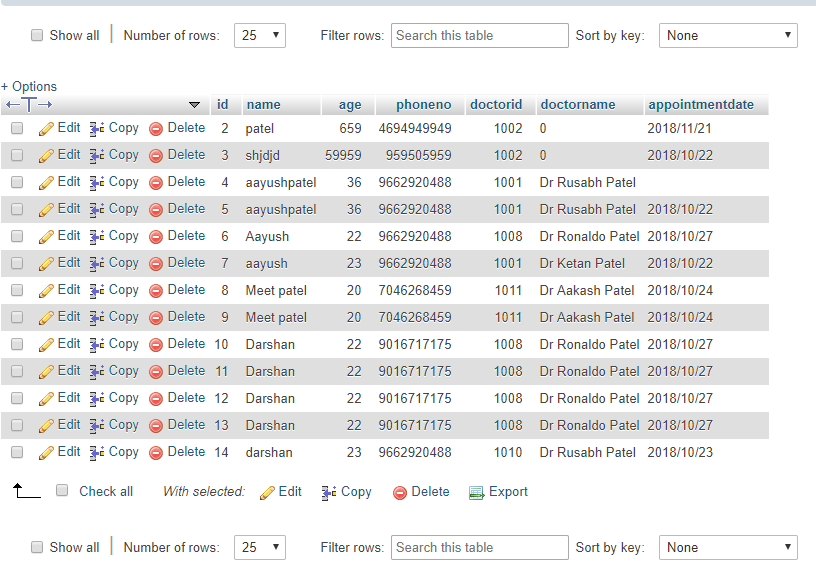 Show all Number of rows: 25 Filter rows: Search this table Sort by key: None
+ Options
id name age phoneno doctorid doctorname appointmentdate
Edit Copy Delete 2 patel 659 4694949949 1002 0 2018/11/21
Edit Copy Delete 3 shjdjd 59959 959505959 1002 0 2018/10/22
Edit Copy Delete 4 aayushpatel 36 9662920488 1001 Dr Rusabh Patel
Edit Copy Delete 5 aayushpatel 36 9662920488 1001 Dr Rusabh Patel 2018/10/22
Edit Copy Delete 6 Aayush 22 9662920488 1008 Dr Ronaldo Patel 2018/10/27
Edit Copy Delete 7 aayush 23 9662920488 1001 Dr Ketan Patel 2018/10/22
Edit Copy Delete 8 Meet patel 20 7046268459 1011 Dr Aakash Patel 2018/10/24
Edit Copy Delete 9 Meet patel 20 7046268459 1011 Dr Aakash Patel 2018/10/24
Edit Copy Delete 10 Darshan 22 9016717175 1008 Dr Ronaldo Patel 2018/10/27
Edit Copy Delete 11 Darshan 22 9016717175 1008 Dr Ronaldo Patel 2018/10/27
Edit Copy Delete 12 Darshan 22 9016717175 1008 Dr Ronaldo Patel 2018/10/27
Edit Copy Delete 13 Darshan 22 9016717175 1008 Dr Ronaldo Patel 2018/10/27
Edit Copy Delete 14 darshan 23 9662920488 1010 Dr Rusabh Patel 2018/10/23
Check all With selected: Edit Copy Delete Export
Show all Number of rows: 25 Filter rows: Search this table Sort by key: None